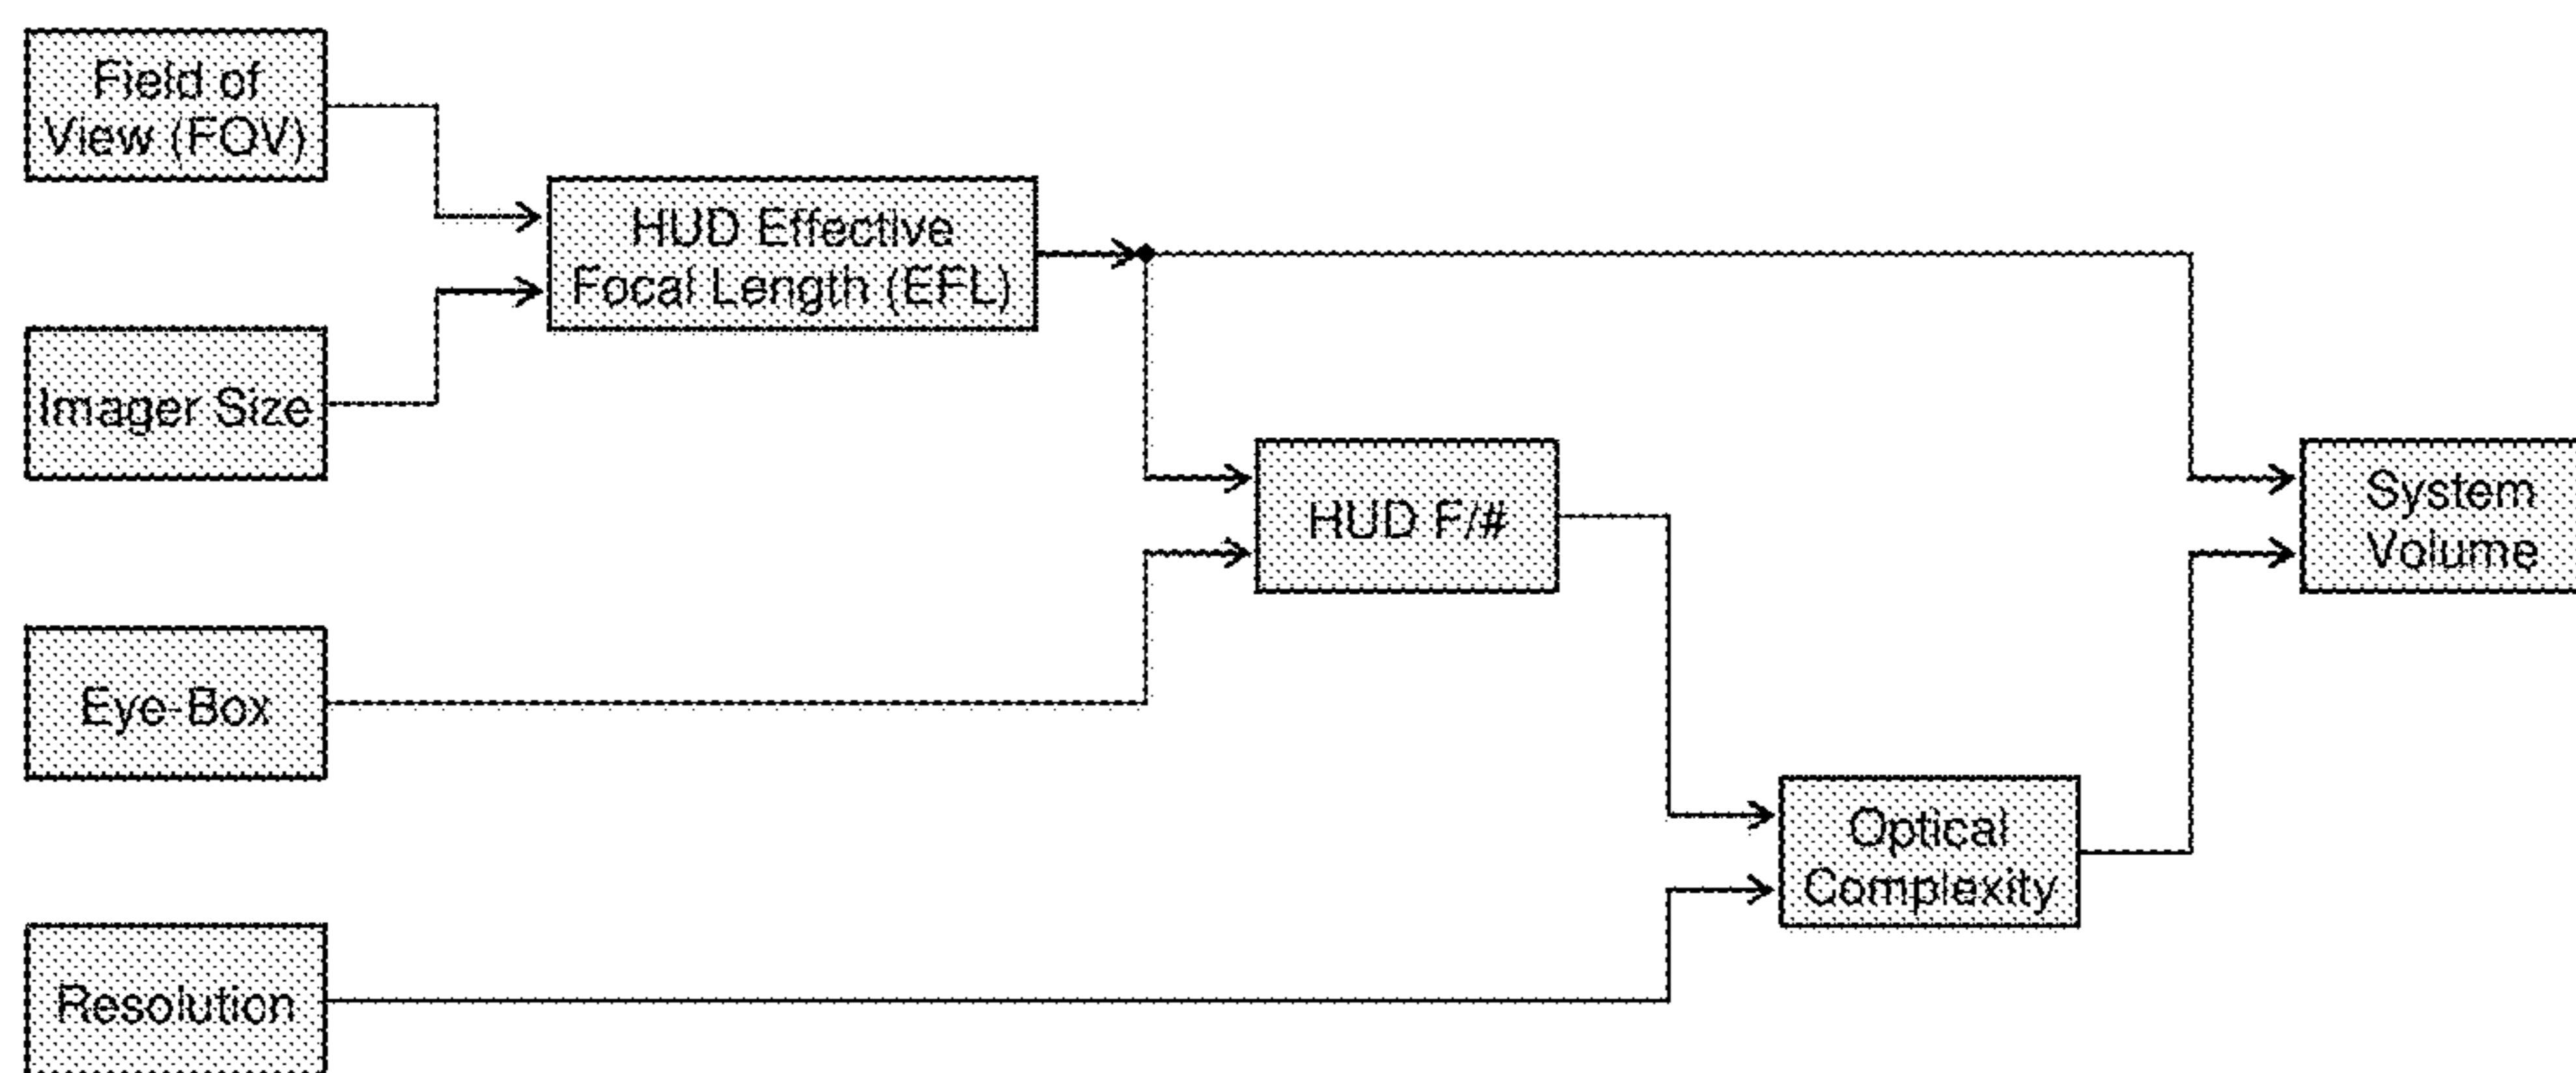 Field of
View (FOV)
HUD Effective
Focal Length (EFL)
Imager Size
HUD F/#
System
Volume
Eye-Box
Optical
Complexity
Resolution